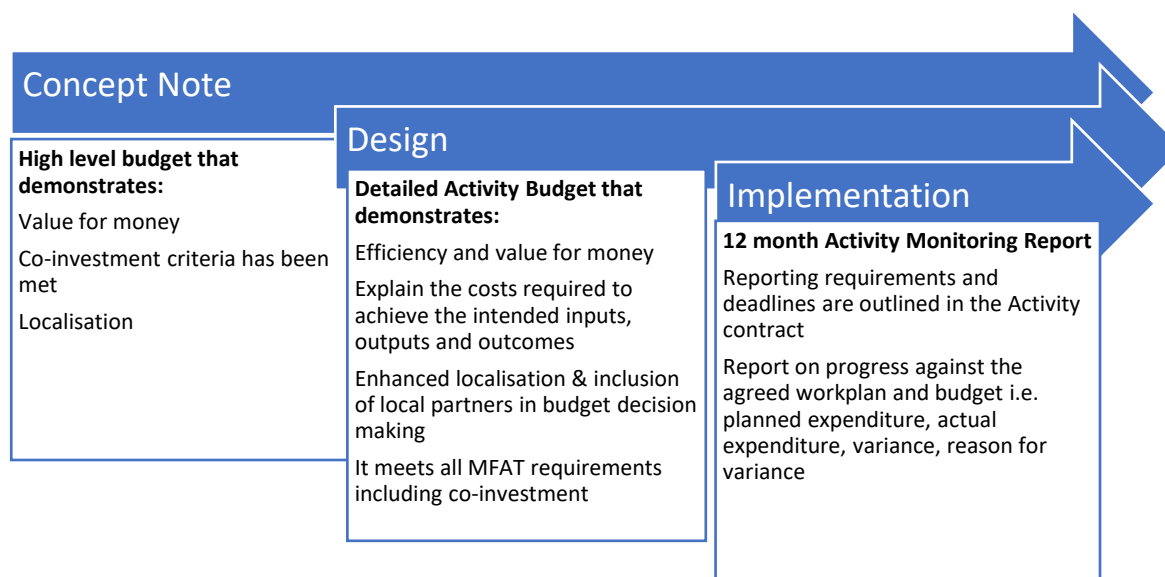 Concept Note
High level budget that
demonstrates:
Value for money
Co-investment criteria has been
met
Localisation
Design
Detailed Activity Budget that
demonstrates:
Efficiency and value for money
Explain the costs required to
achieve the intended inputs,
outputs and outcomes
Enhanced localisation & inclusion
of local partners in budget decision
making
It meets all MFAT requirements
including co-investment
Implementation
12 month Activity Monitoring Report
Reporting requirements and
deadlines are outlined in the Activity
contract
Report on progress against the
agreed workplan and budget i.e.
planned expenditure, actual
expenditure, variance, reason for
variance